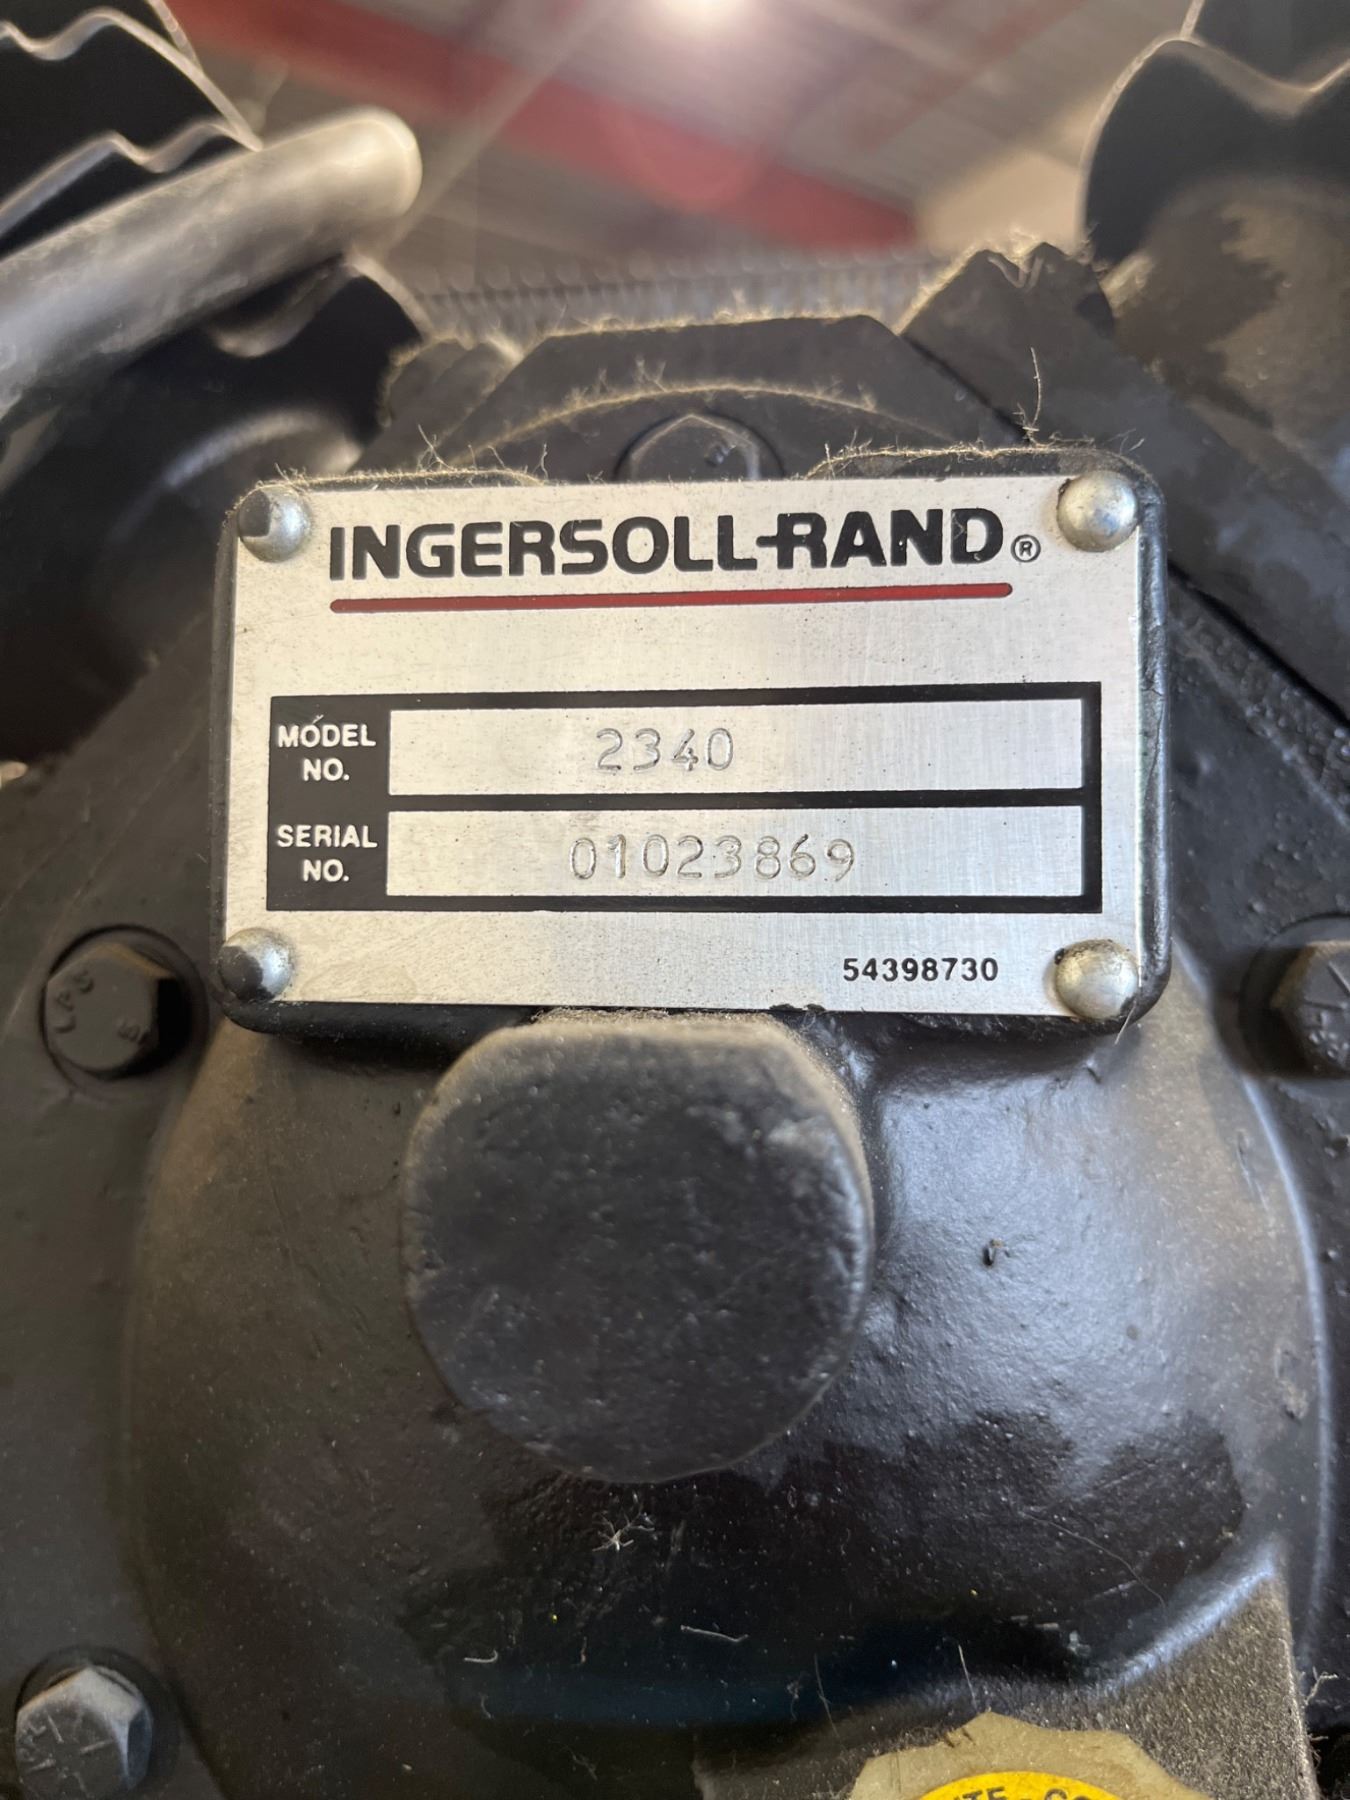 INGERSOLL-RAND®
MODEL NO. 2340
SERIAL NO. 01023869
54398730